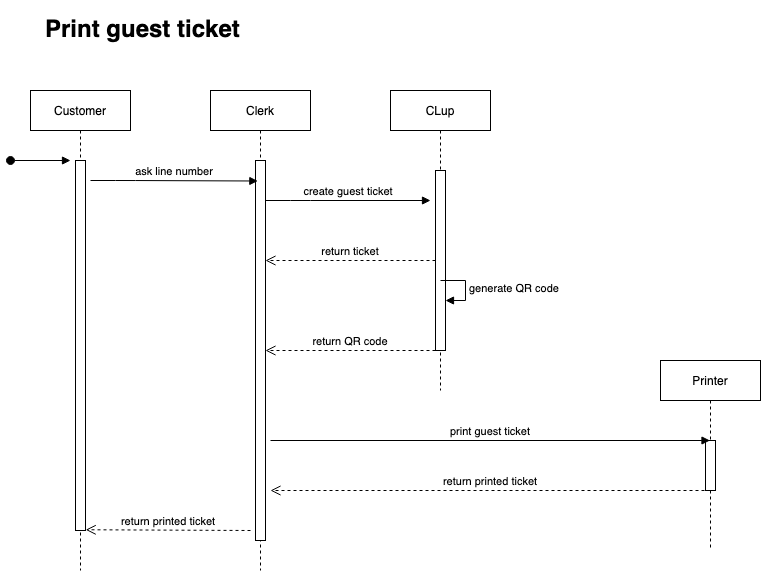 Print guest ticket
Customer
Clerk
CLup
ask line number
create guest ticket
return ticket
generate QR code
return QR code
Printer
print guest ticket
return printed ticket
return printed ticket